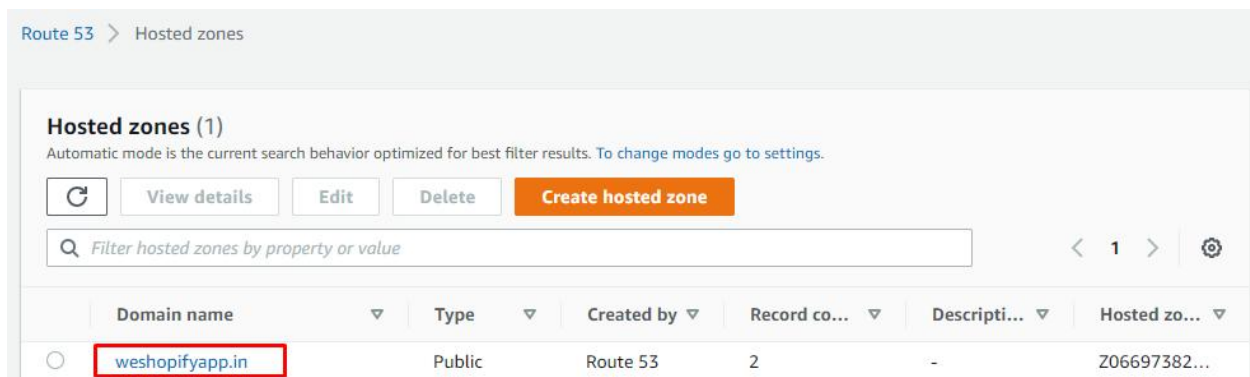 Route 53 > Hosted zones
Hosted zones (1)
Automatic mode is the current search behavior optimized for best filter results. To change modes go to settings.
View details Edit Delete Create hosted zone
Filter hosted zones by property or value < 1 >
Domain name Type Created by Record co... Descripti... Hosted zo...
weshopifyapp.in Public Route 53 2 - Z06697382...